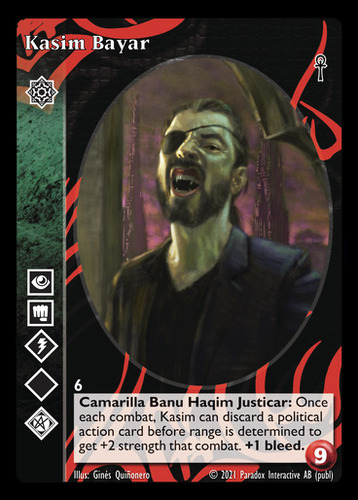 Kasim Bayar
6
Camarilla Banu Haqim Justicar: Once
each combat, Kasim can discard a political
action card before range is determined to
get +2 strength that combat. +1 bleed.
9
Illus: Ginés Quiñonero © 2021 Paradox Interactive AB (publ)